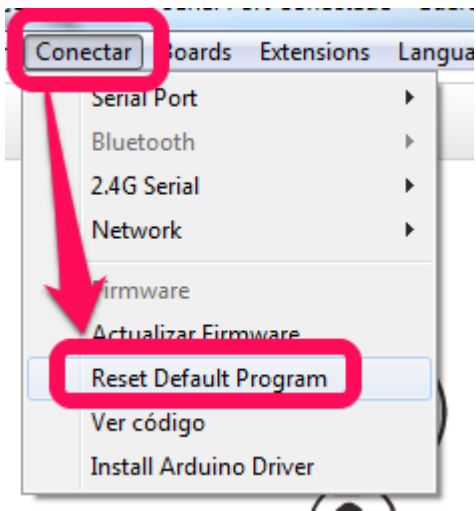 Conectar Boards Extensions Langua
Serial Port
Bluetooth
2.4G Serial
Network
Firmware
Actualizar Firmware
Reset Default Program
Ver código
Install Arduino Driver